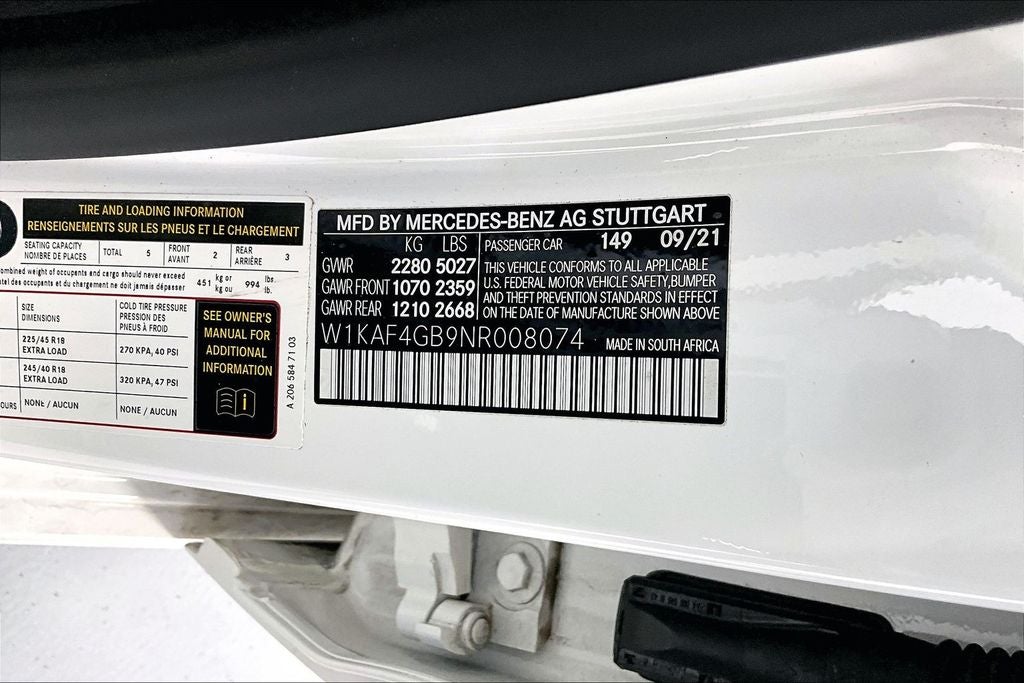 TIRE AND LOADING INFORMATION
RENSEIGNEMENTS SUR LES PNEUS ET LE CHARGEMENT
SEATING CAPACITY
NOMBRE DE PLACES
TOTAL 5
FRONT
AVANT
2
REAR
ARRIÈRE
3
combined weight of occupants and cargo should never exceed
des occupants et du chargement ne doit jamais dépasser
451 kg or
kg ou
994 lbs.
lb.
SIZE
DIMENSIONS
COLD TIRE PRESSURE
PRESSION DES
PNEUS À FROID
225/45 R18
EXTRA LOAD
270 KPA, 40 PSI
245/40 R18
EXTRA LOAD
320 KPA, 47 PSI
NONE / AUCUN
NONE / AUCUN
SEE OWNER'S
MANUAL FOR
ADDITIONAL
INFORMATION
A 206 584 71 03
MFD BY MERCEDES-BENZ AG STUTTGART
KG LBS
GWWR 2280 5027
GAWR FRONT 1070 2359
GAWR REAR 1210 2668
PASSENGER CAR 149 09/21
THIS VEHICLE CONFORMS TO ALL APPLICABLE
U.S. FEDERAL MOTOR VEHICLE SAFETY,BUMPER
AND THEFT PREVENTION STANDARDS IN EFFECT
ON THE DATE OF MANUFACTURE SHOWN ABOVE
W1KAF4GB9NR008074 MADE IN SOUTH AFRICA